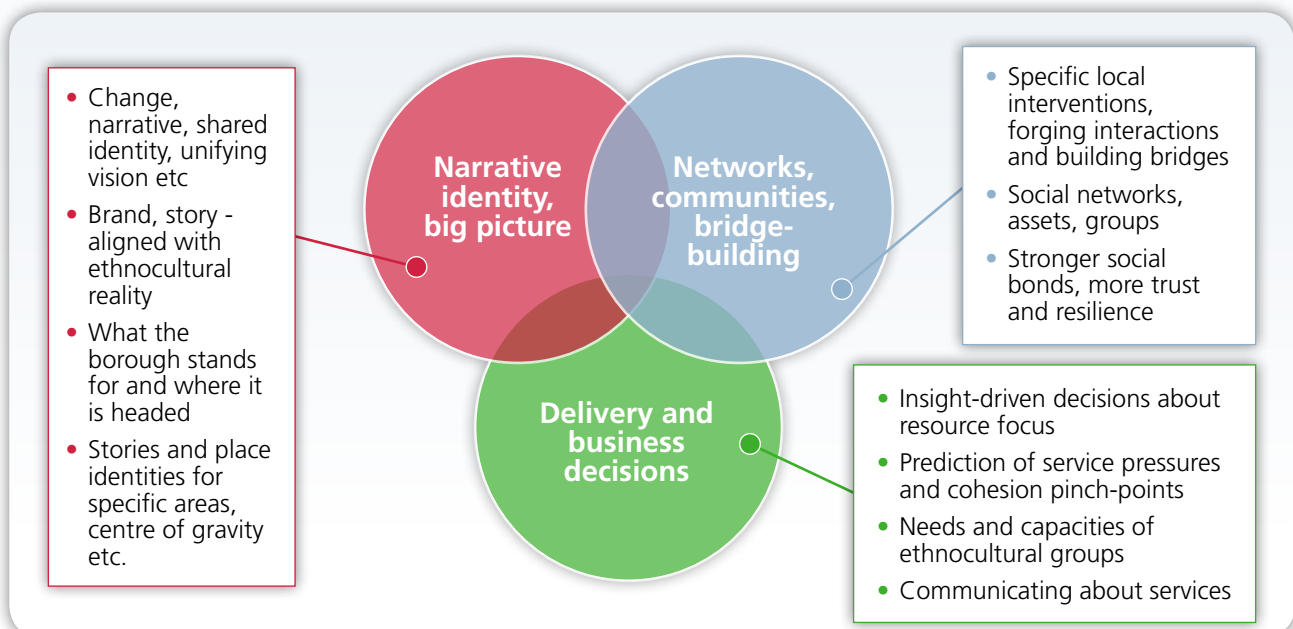 • Change,
narrative, shared
identity, unifying
vision etc
• Brand, story -
aligned with
ethnocultural
reality
• What the
borough stands
for and where it
is headed
• Stories and place
identities for
specific areas,
centre of gravity
etc.
Narrative
identity,
big picture
Networks,
communities,
bridge-
building
Delivery and
business
decisions
• Specific local
interventions,
forging interactions
and building bridges
• Social networks,
assets, groups
• Stronger social
bonds, more trust
and resilience
• Insight-driven decisions about
resource focus
• Prediction of service pressures
and cohesion pinch-points
• Needs and capacities of
ethnocultural groups
• Communicating about services